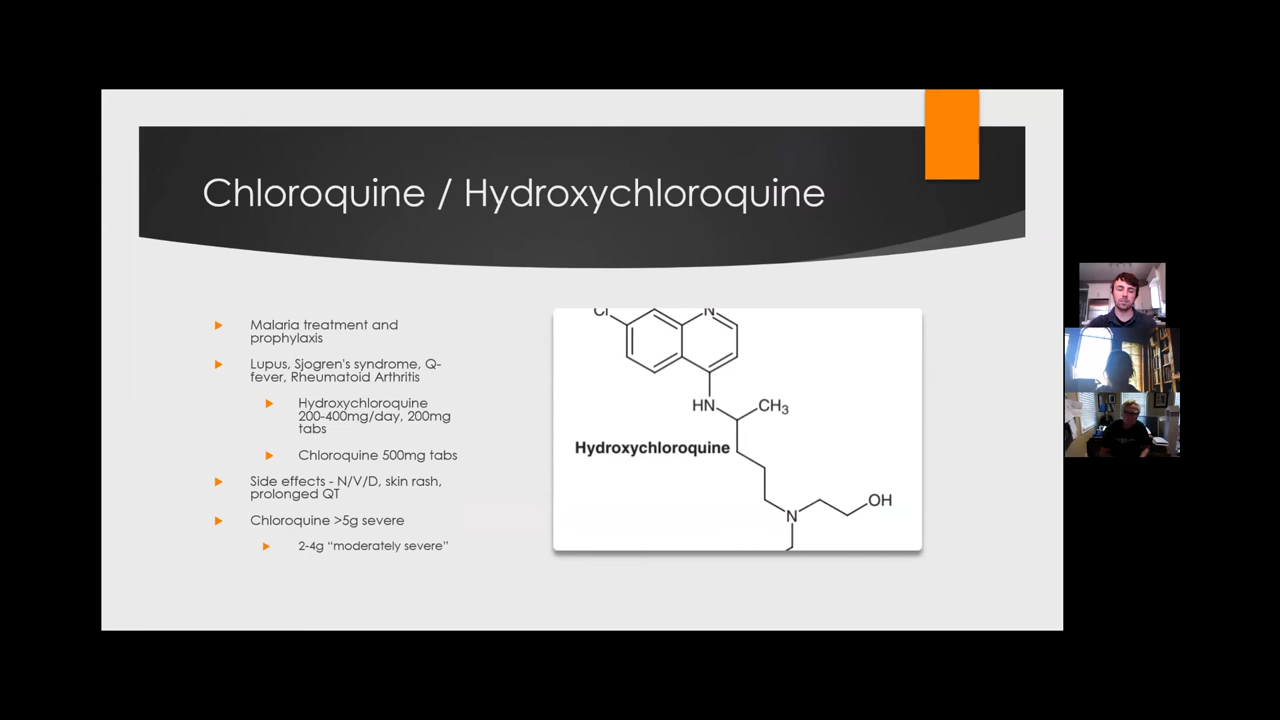 Chloroquine / Hydroxychloroquine
Malaria treatment and
prophylaxis
Lupus, Sjogren's syndrome, Q-
fever, Rheumatoid Arthritis
Hydroxychloroquine
200-400mg/day, 200mg
tabs
Chloroquine 500mg tabs
Side effects - N/V/D, skin rash,
prolonged QT
Chloroquine >5g severe
2-4g “moderately severe”
Cl
N
HN
CH3
Hydroxychloroquine
OH
N